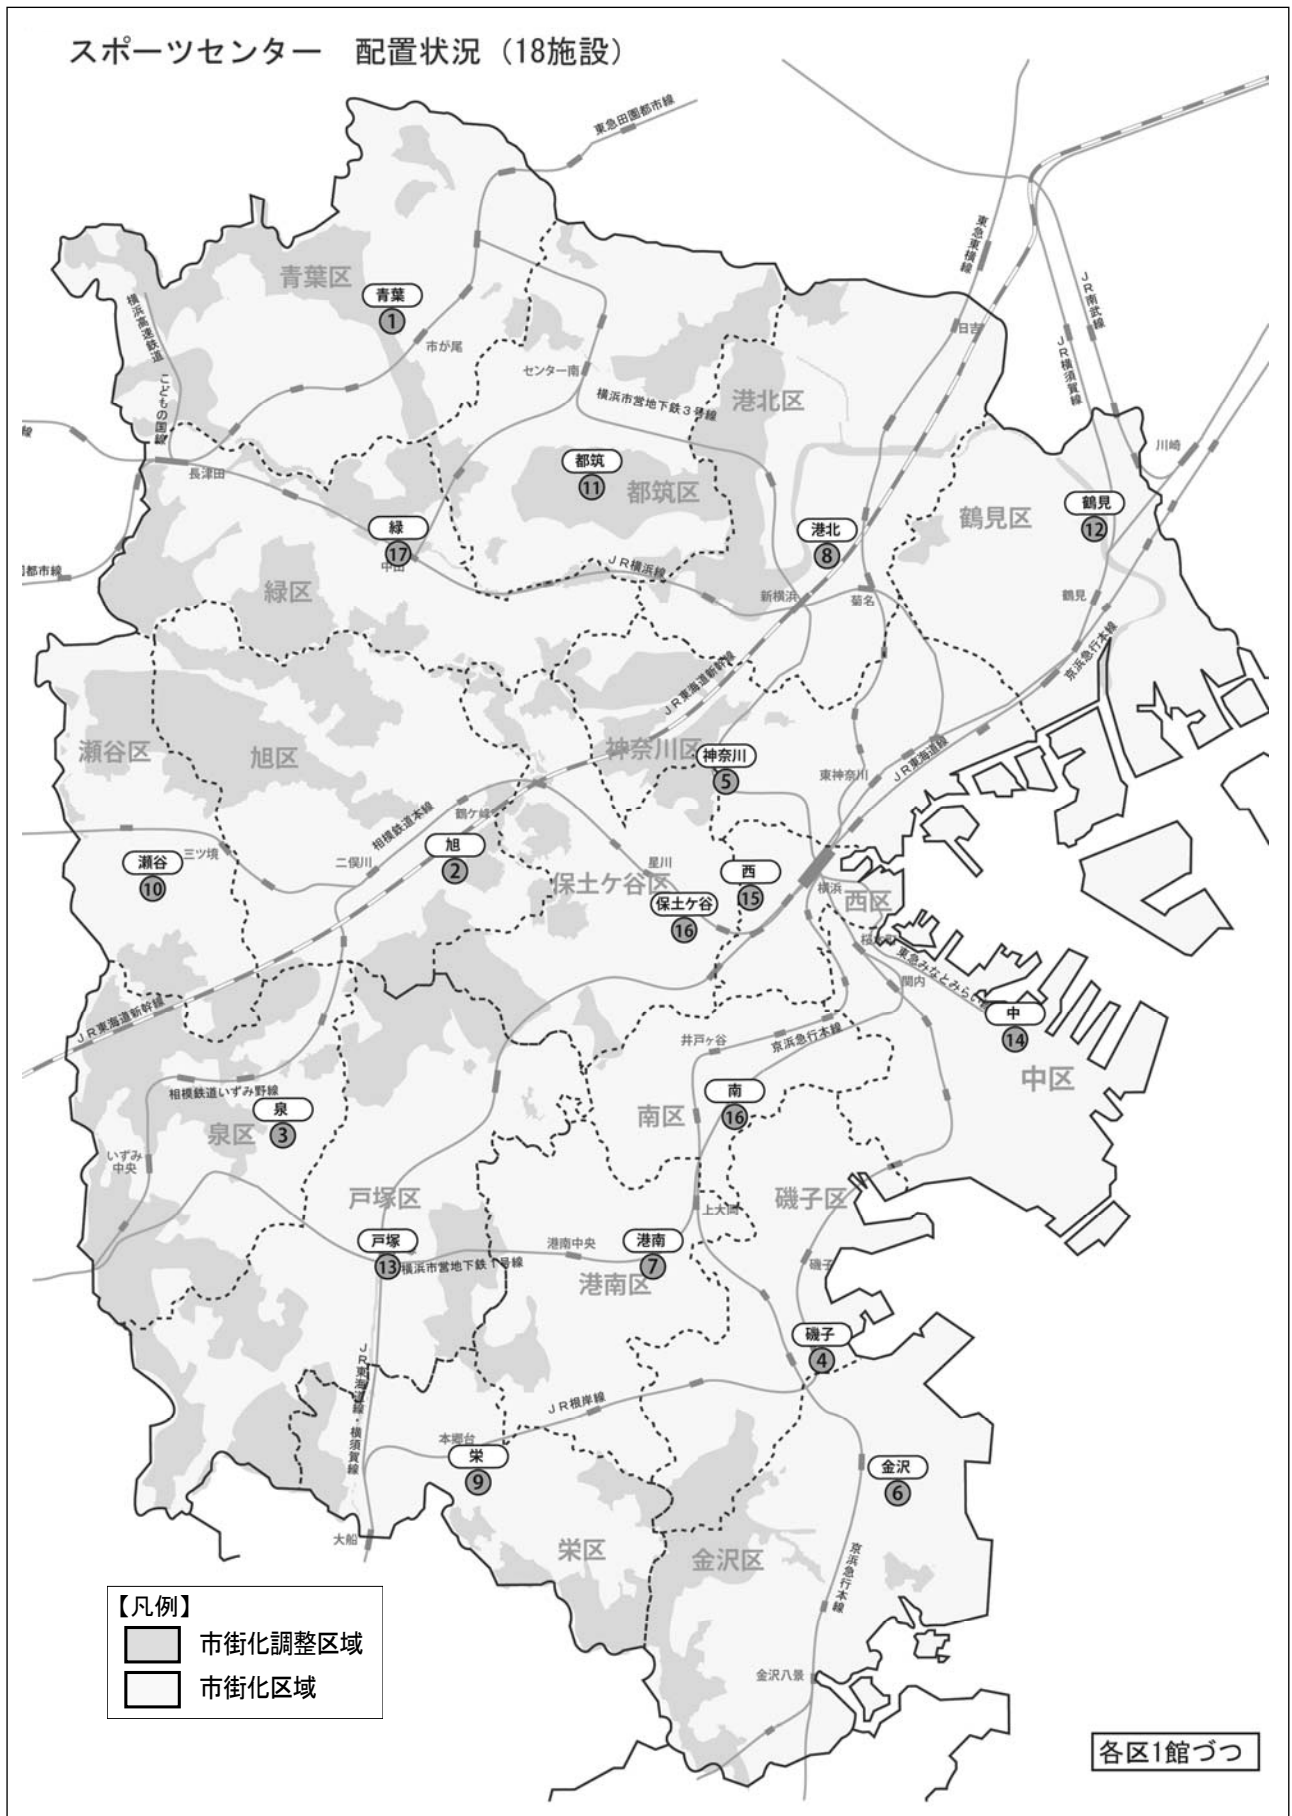 スポーツセンター　配置状況（18施設）
東急田園都市線
東急東横線
ＪＲ南武線
ＪＲ横須賀線
青葉区
青葉
1
横浜高速鉄道
こどもの国線
市が尾
センター南
横浜市営地下鉄３号線
日吉
港北区
線
長津田
都筑
11
都筑区
川崎
鶴見区
鶴見
12
緑
17
中山
港北
8
都市線
緑区
ＪＲ横浜線
新横浜
菊名
鶴見
京浜急行本線
ＪＲ東海道新幹線
瀬谷区
旭区
神奈川区
神奈川
5
東神奈川
ＪＲ東海道線
相模鉄道本線
鶴ケ峰
三ツ境
瀬谷
10
二俣川
旭
2
星川
保土ケ谷区
保土ケ谷
16
西
15
横浜
西区
桜木町
東急みなとみらい
関内
中
14
中区
ＪＲ東海道新幹線
井戸ヶ谷
京浜急行本線
相模鉄道いずみ野線
泉
3
泉区
南
16
南区
いずみ
中央
戸塚区
磯子区
上大岡
戸塚
13
横浜市営地下鉄１号線
港南中央
港南
7
港南区
磯子
磯子
4
ＪＲ東海道線・横須賀線
ＪＲ根岸線
本郷台
栄
9
金沢
6
大船
栄区
金沢区
京浜急行本線
金沢八景
【凡例】
市街化調整区域
市街化区域
各区1館づつ